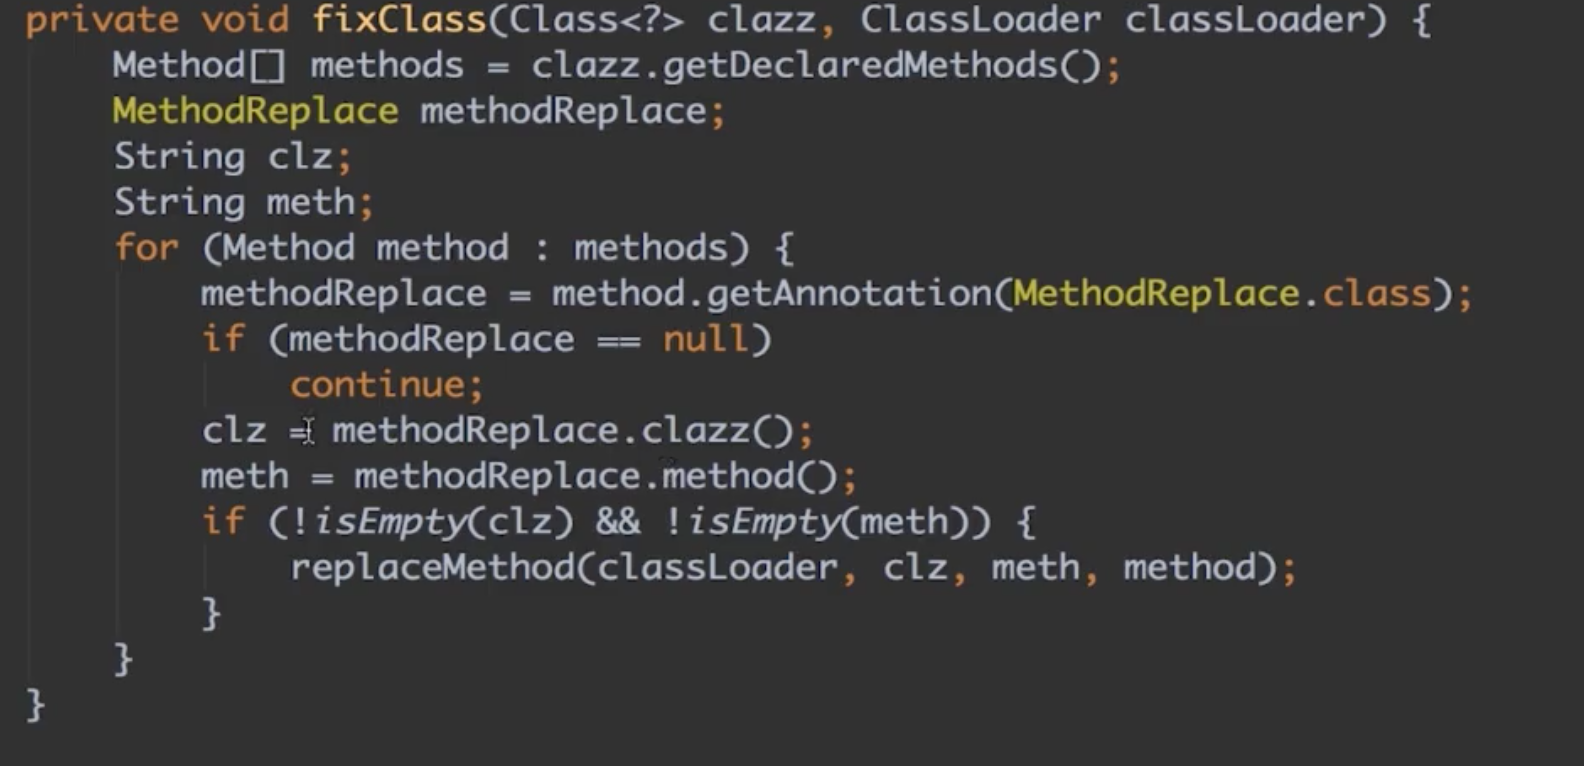 private void fixClass(Class<?> clazz, ClassLoader classLoader) {
    Method[] methods = clazz.getDeclaredMethods();
    MethodReplace methodReplace;
    String clz;
    String meth;
    for (Method method : methods) {
        methodReplace = method.getAnnotation(MethodReplace.class);
        if (methodReplace == null)
            continue;
        clz = methodReplace.clazz();
        meth = methodReplace.method();
        if (!isEmpty(clz) && !isEmpty(meth)) {
            replaceMethod(classLoader, clz, meth, method);
        }
    }
}